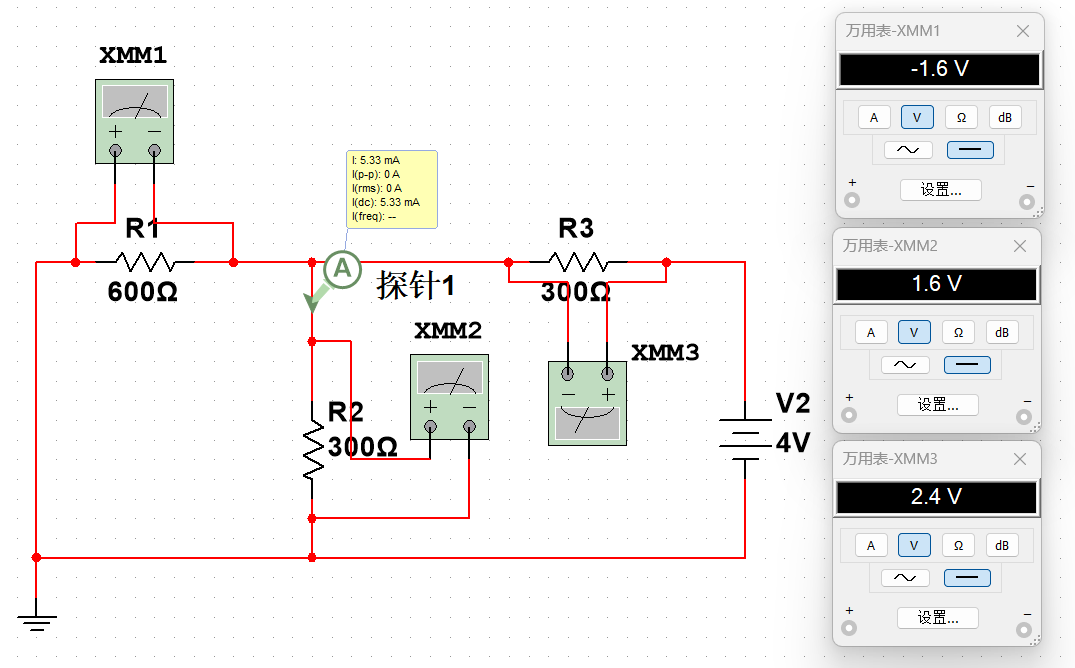 XMM1
+ −
R1
600Ω
I: 5.33 mA
I(p-p): 0 A
I(rms): 0 A
I(dc): 5.33 mA
I(freq): --
A
探针1
R3
300Ω
XMM2
+ −
XMM3
− +
R2
300Ω
V2
4V
万用表-XMM1
-1.6 V
A V Ω dB
+ 设置... −
万用表-XMM2
1.6 V
A V Ω dB
+ 设置... −
万用表-XMM3
2.4 V
A V Ω dB
+ 设置... −